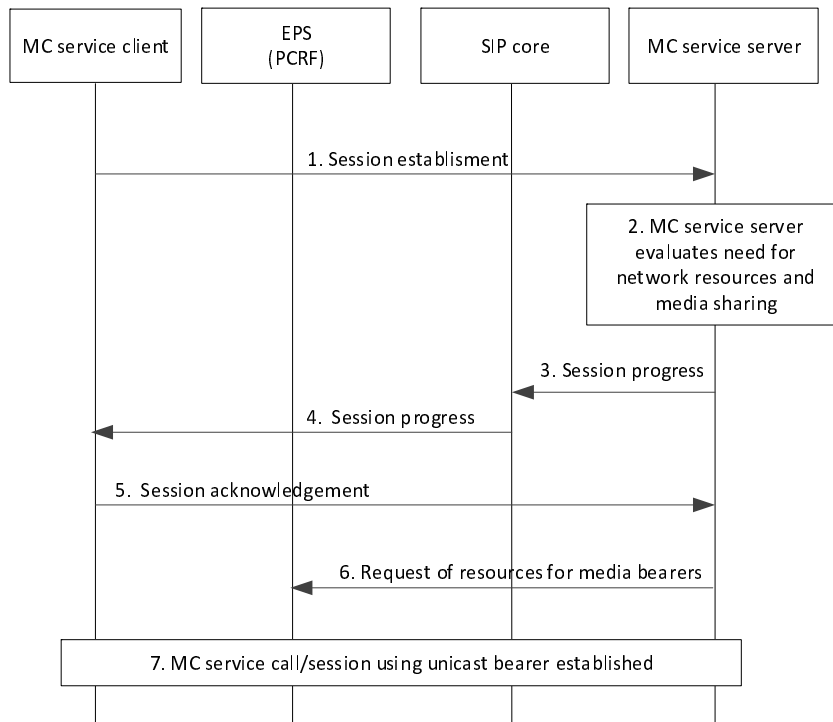 MC service client
EPS
(PCRF)
SIP core
MC service server
1. Session establisment
2. MC service server
evaluates need for
network resources and
media sharing
3. Session progress
4. Session progress
5. Session acknowledgement
6. Request of resources for media bearers
7. MC service call/session using unicast bearer established